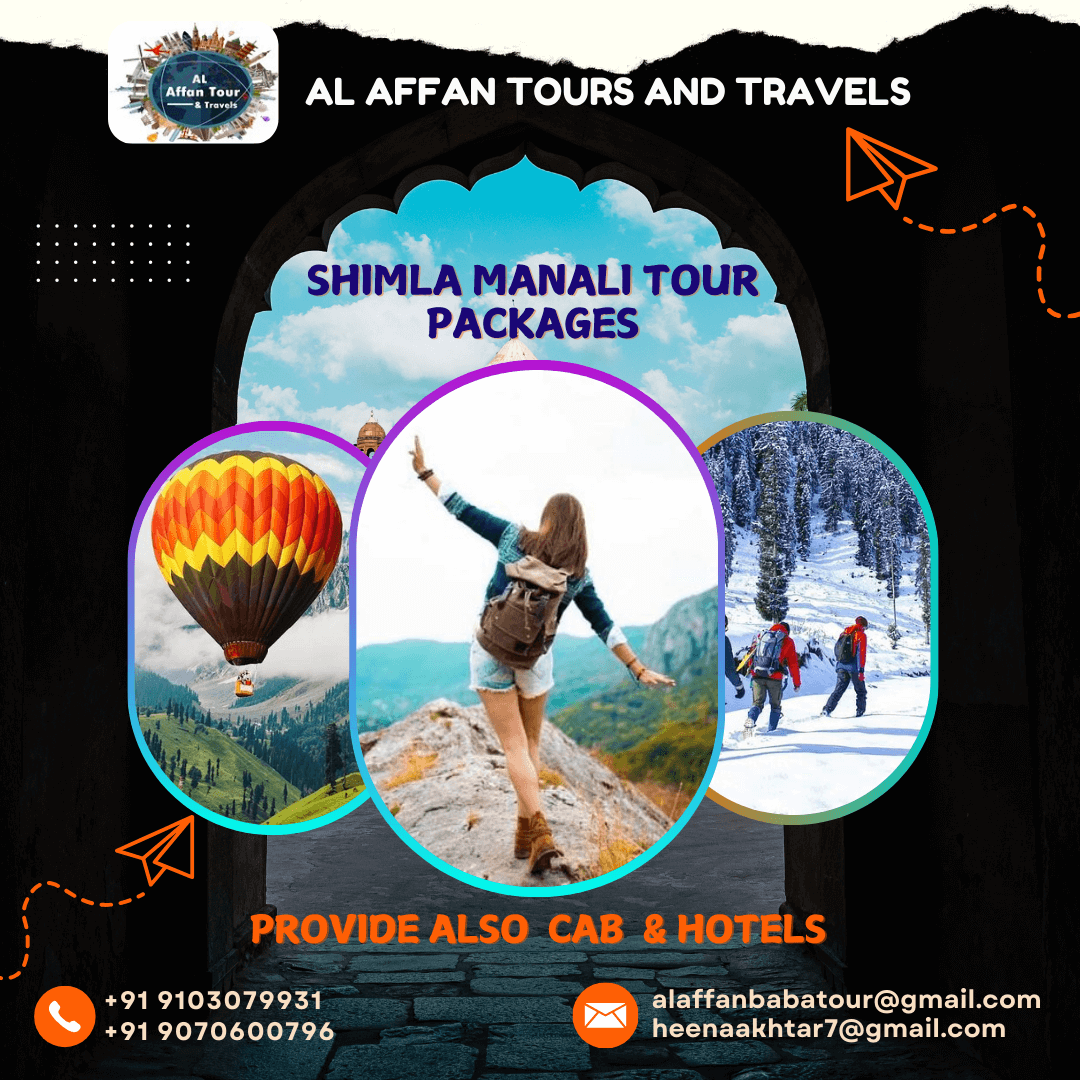 AL
Affan Tour
& Travels
AL AFFAN TOURS AND TRAVELS
SHIMLA MANALI TOUR
PACKAGES
PROVIDE ALSO CAB & HOTELS
+91 9103079931
+91 9070600796
alaffanbabatour@gmail.com
heenaakhtar7@gmail.com